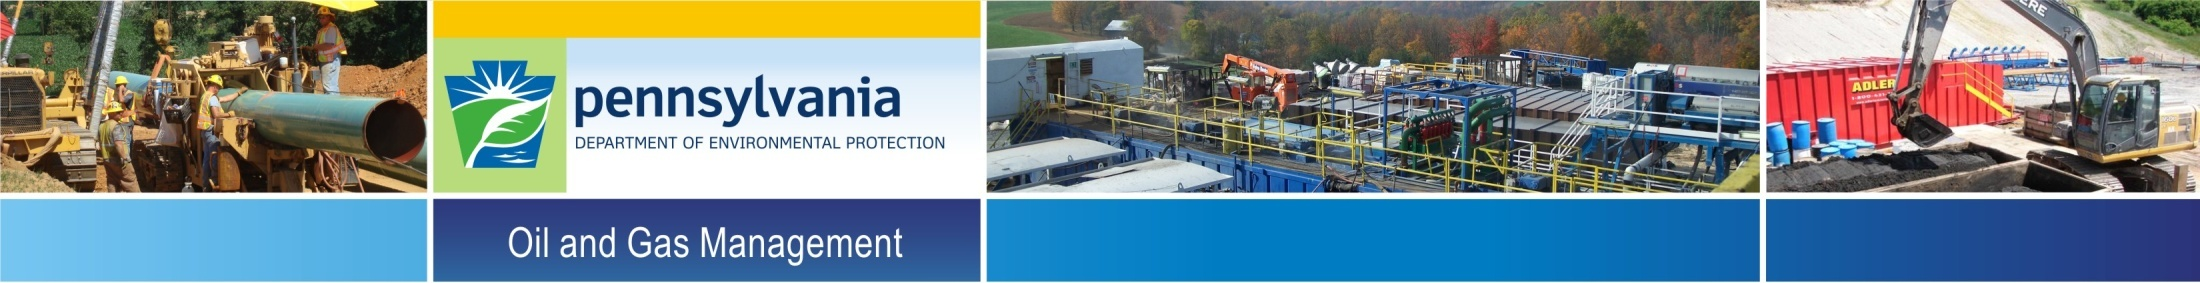 pennsylvania
DEPARTMENT OF ENVIRONMENTAL PROTECTION
Oil and Gas Management
ADLER